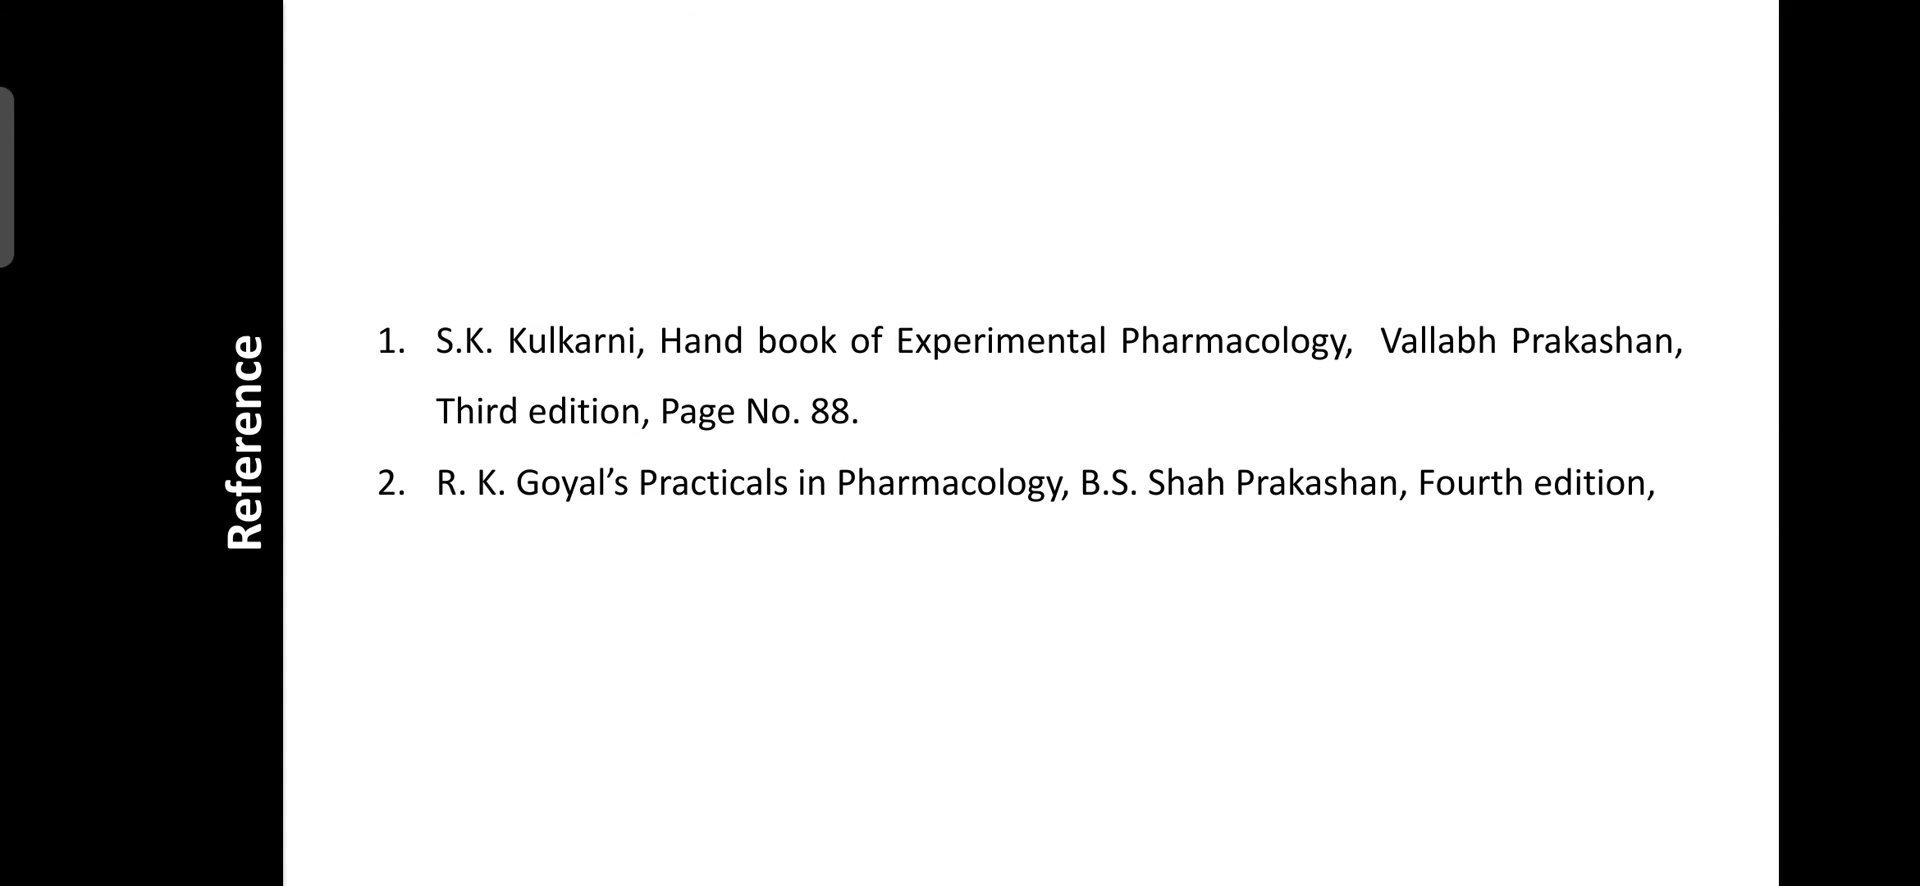 Reference
1. S.K. Kulkarni, Hand book of Experimental Pharmacology, Vallabh Prakashan,
Third edition, Page No. 88.
2. R. K. Goyal’s Practicals in Pharmacology, B.S. Shah Prakashan, Fourth edition,